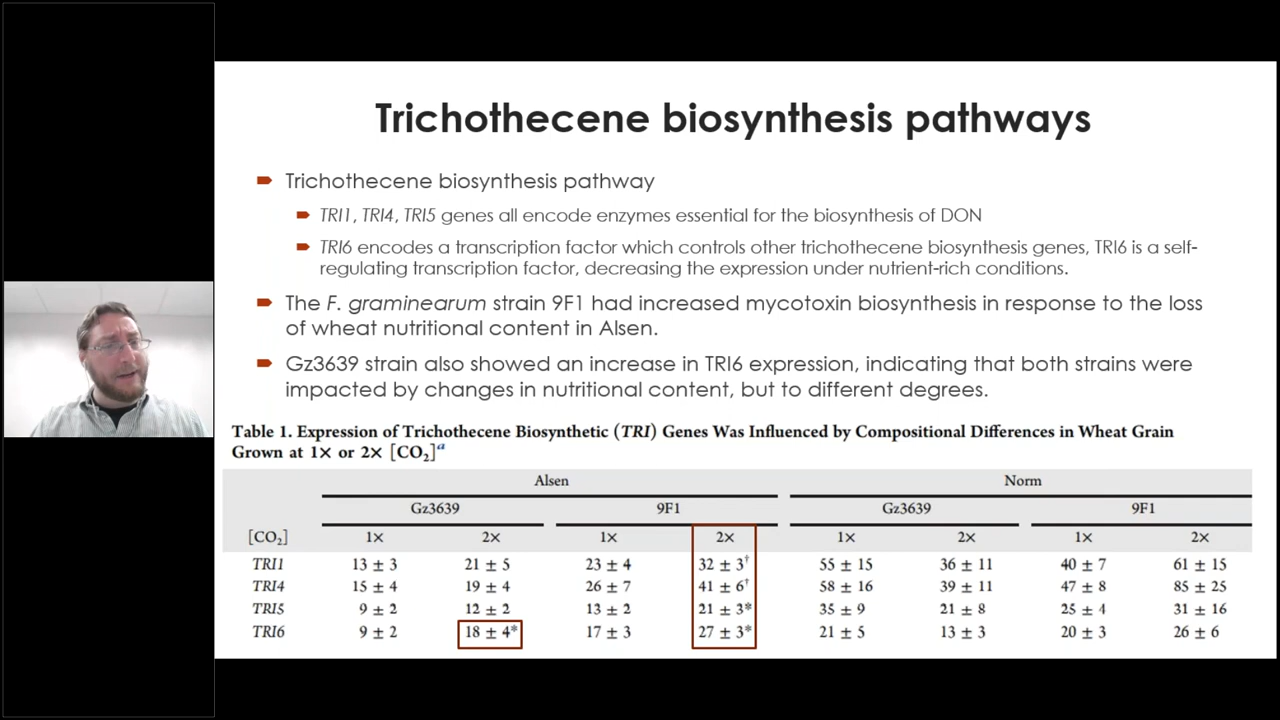 Trichothecene biosynthesis pathways
Trichothecene biosynthesis pathway
TRI1, TRI4, TRI5 genes all encode enzymes essential for the biosynthesis of DON
TRI6 encodes a transcription factor which controls other trichothecene biosynthesis genes, TRI6 is a self-
regulating transcription factor, decreasing the expression under nutrient-rich conditions.
The F. graminearum strain 9F1 had increased mycotoxin biosynthesis in response to the loss
of wheat nutritional content in Alsen.
Gz3639 strain also showed an increase in TRI6 expression, indicating that both strains were
impacted by changes in nutritional content, but to different degrees.
Table 1. Expression of Trichothecene Biosynthetic (TRI) Genes Was Influenced by Compositional Differences in Wheat Grain
Grown at 1× or 2× [CO₂]ᵃ
Alsen Norm
Gz3639 9F1 Gz3639 9F1
[CO₂] 1× 2× 1× 2× 1× 2× 1× 2×
TRI1 13 ± 3 21 ± 5 23 ± 4 32 ± 3† 55 ± 15 36 ± 11 40 ± 7 61 ± 15
TRI4 15 ± 4 19 ± 4 26 ± 7 41 ± 6† 58 ± 16 39 ± 11 47 ± 8 85 ± 25
TRI5 9 ± 2 12 ± 2 13 ± 2 21 ± 3* 35 ± 9 21 ± 8 25 ± 4 31 ± 16
TRI6 9 ± 2 18 ± 4* 17 ± 3 27 ± 3* 21 ± 5 13 ± 3 20 ± 3 26 ± 6